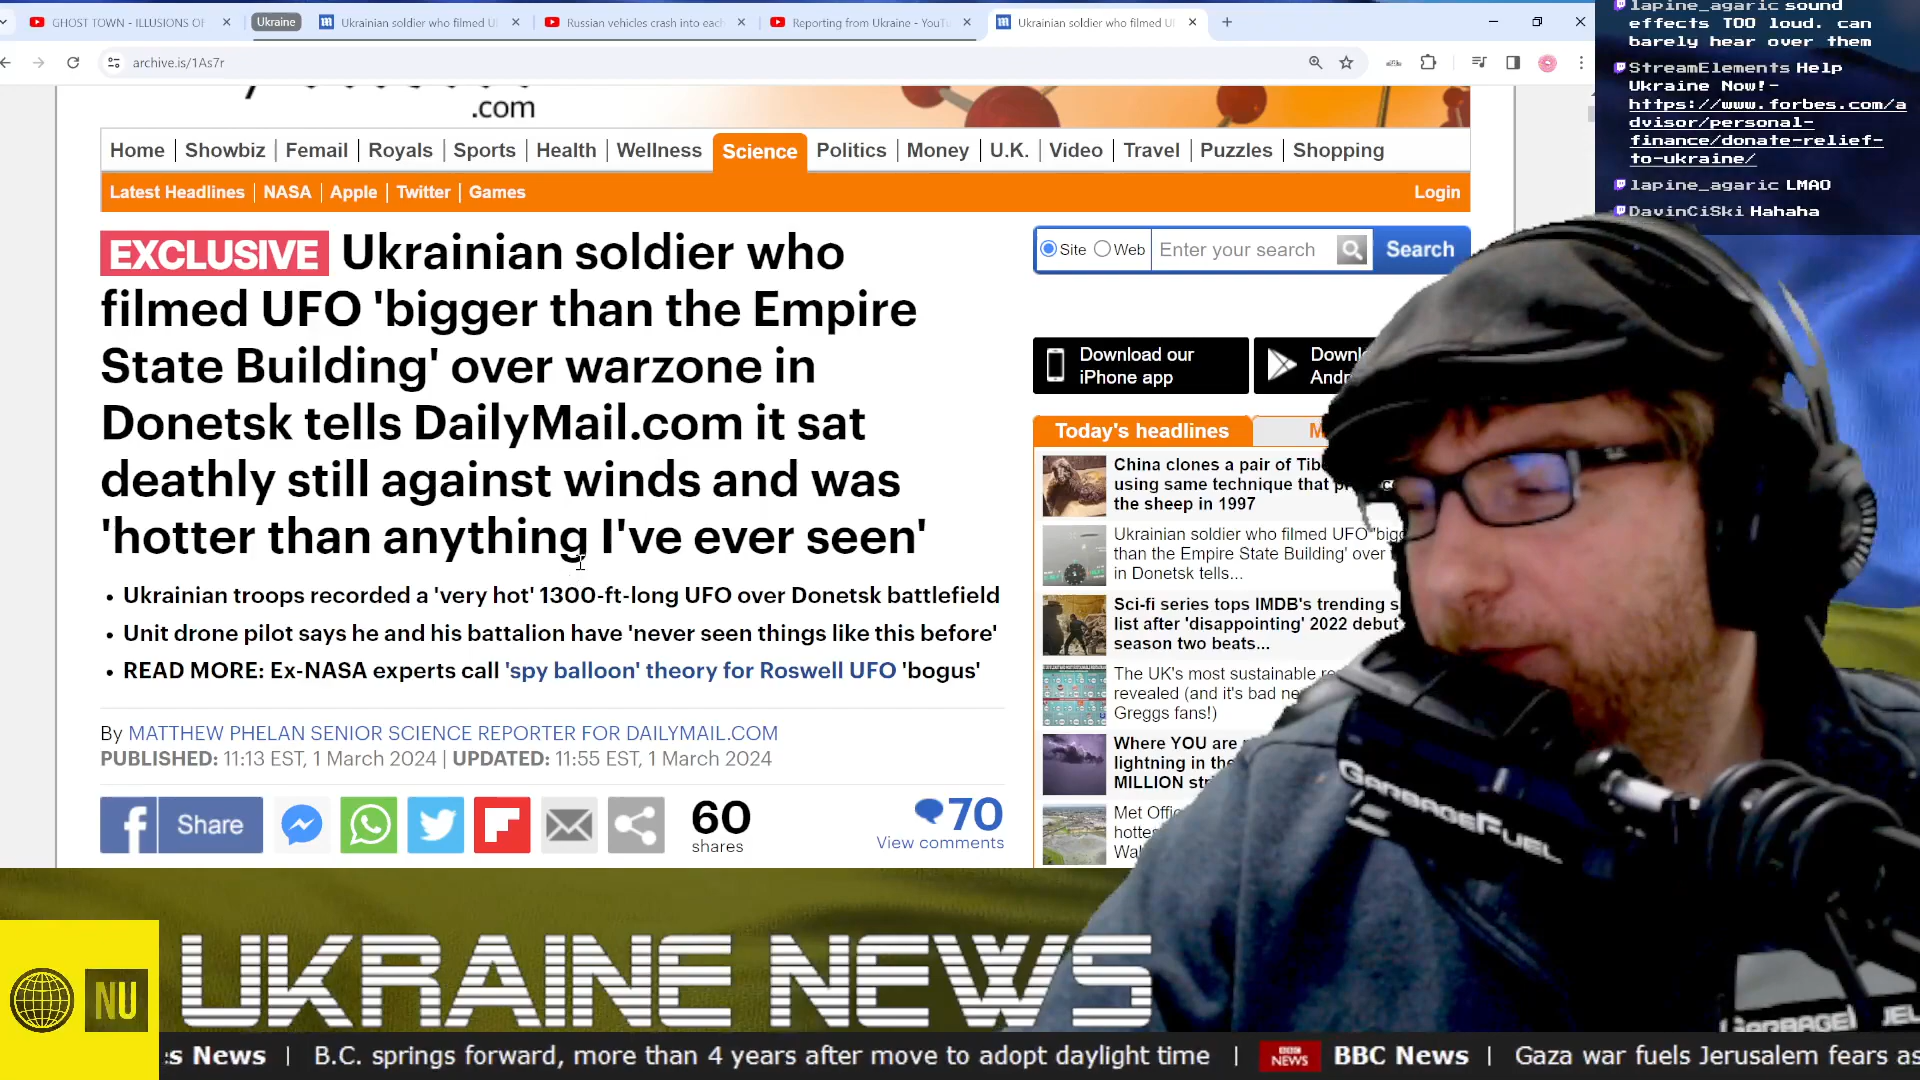 GHOST TOWN - ILLUSIONS OF
Ukraine
Ukrainian soldier who filmed U
Russian vehicles crash into each
Reporting from Ukraine - YouTu
Ukrainian soldier who filmed U
archive.is/1As7r
.com
Home | Showbiz | Femail | Royals | Sports | Health | Wellness | Science | Politics | Money | U.K. | Video | Travel | Puzzles | Shopping
Latest Headlines | NASA | Apple | Twitter | Games
Login
EXCLUSIVE Ukrainian soldier who
filmed UFO 'bigger than the Empire
State Building' over warzone in
Donetsk tells DailyMail.com it sat
deathly still against winds and was
'hotter than anything I've ever seen'
• Ukrainian troops recorded a 'very hot' 1300-ft-long UFO over Donetsk battlefield
• Unit drone pilot says he and his battalion have 'never seen things like this before'
• READ MORE: Ex-NASA experts call 'spy balloon' theory for Roswell UFO 'bogus'
By MATTHEW PHELAN SENIOR SCIENCE REPORTER FOR DAILYMAIL.COM
PUBLISHED: 11:13 EST, 1 March 2024 | UPDATED: 11:55 EST, 1 March 2024
Share
60
shares
70
View comments
Site Web Enter your search Search
Download our
iPhone app
Today's headlines
China clones a pair of
using same technique that
the sheep in 1997
Ukrainian soldier who filmed UFO
than the Empire State Building' over
in Donetsk tells...
Sci-fi series tops IMDB's trending
list after 'disappointing' 2022 debut
season two beats...
The UK's most sustainable
revealed (and it's bad
Greggs fans!)
Where YOU are
lightning in the
MILLION
Met
lapine_agaric sound
effects TOO loud. can
barely hear over them
StreamElements Help
Ukraine Now!-
https://www.forbes.com/a
dvisor/personal-
finance/donate-relief-
to-ukraine/
lapine_agaric LMAO
DavinCiSki Hahaha
GARBAGEFUEL
NU
UKRAINE NEWS
s News | B.C. springs forward, more than 4 years after move to adopt daylight time | BBC NEWS BBC News | Gaza war fuels Jerusalem fears as